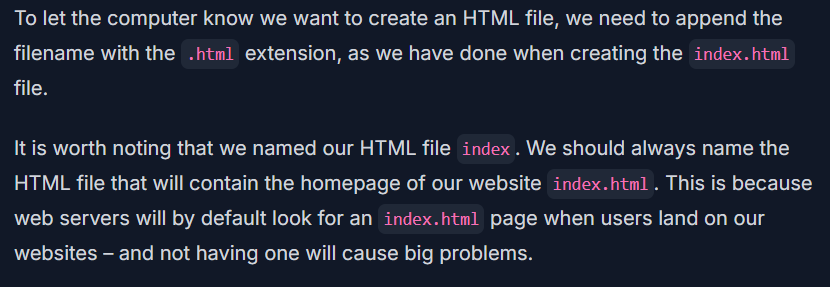 To let the computer know we want to create an HTML file, we need to append the
filename with the .html extension, as we have done when creating the index.html
file.
It is worth noting that we named our HTML file index. We should always name the
HTML file that will contain the homepage of our website index.html. This is because
web servers will by default look for an index.html page when users land on our
websites – and not having one will cause big problems.